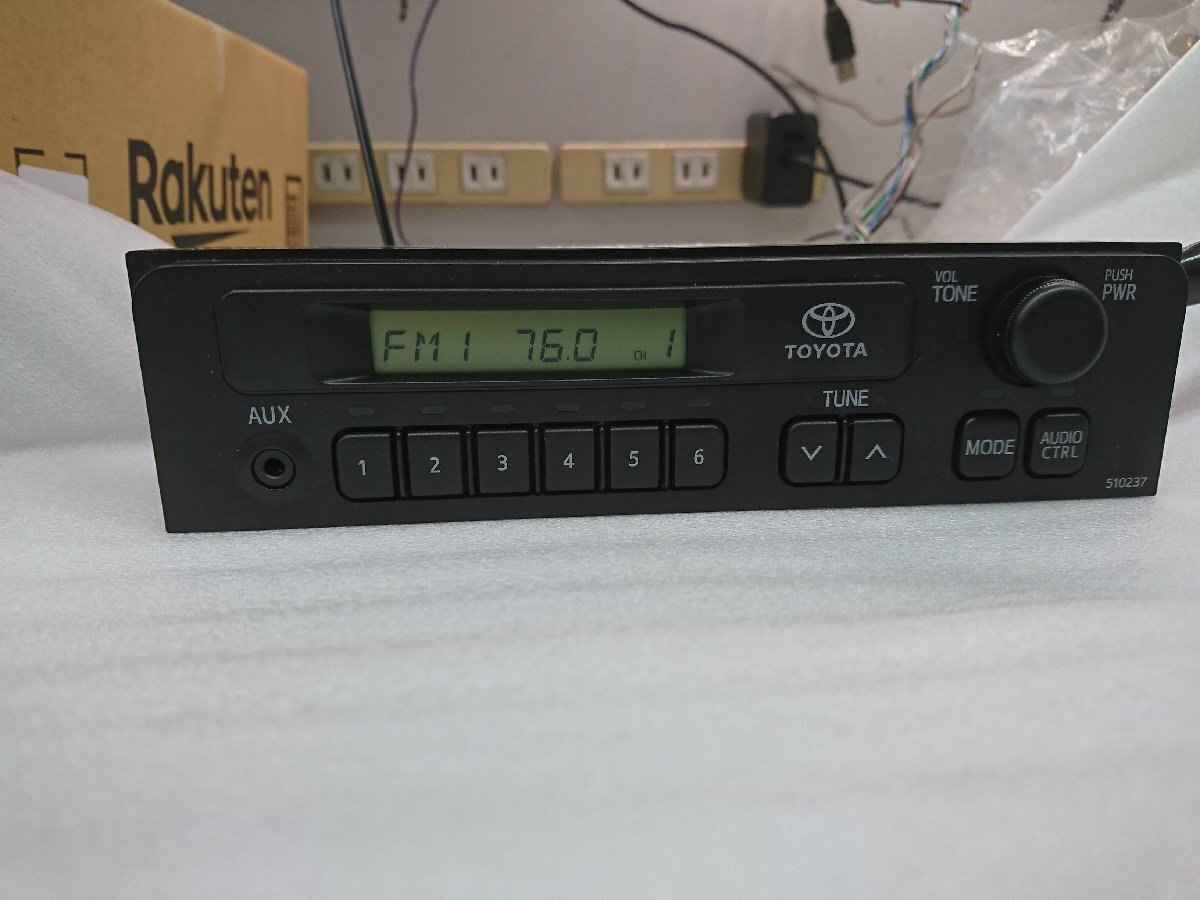 Rakuten
FM1 76.0 CH 1
TOYOTA
VOL
TONE
PUSH
PWR
AUX
TUNE
1 2 3 4 5 6
MODE
AUDIO
CTRL
510237